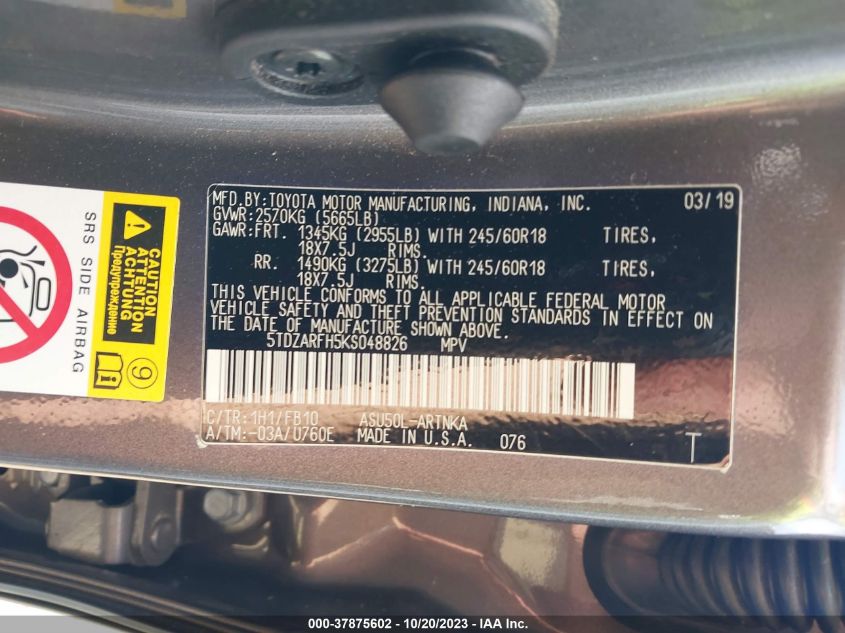 MFD.BY:TOYOTA MOTOR MANUFACTURING, INDIANA, INC. 03/19
GVWR:2570KG (5665LB)
GAWR:FRT. 1345KG (2955LB) WITH 245/60R18 TIRES,
18X7.5J RIMS.
RR. 1490KG (3275LB) WITH 245/60R18 TIRES,
18X7.5J RIMS.
THIS VEHICLE CONFORMS TO ALL APPLICABLE FEDERAL MOTOR
VEHICLE SAFETY AND THEFT PREVENTION STANDARDS IN EFFECT ON
THE DATE OF MANUFACTURE SHOWN ABOVE.
5TDZARFH5KS048826 MPV
C/TR:1H1/FB10 ASU50L-ARTNKA
A/TM:-03A/U760E MADE IN U.S.A. 076 T
SRS SIDE AIRBAG
CAUTION
ATTENTION
Предупреждение
9
000-37875602 - 10/20/2023 - IAA Inc.